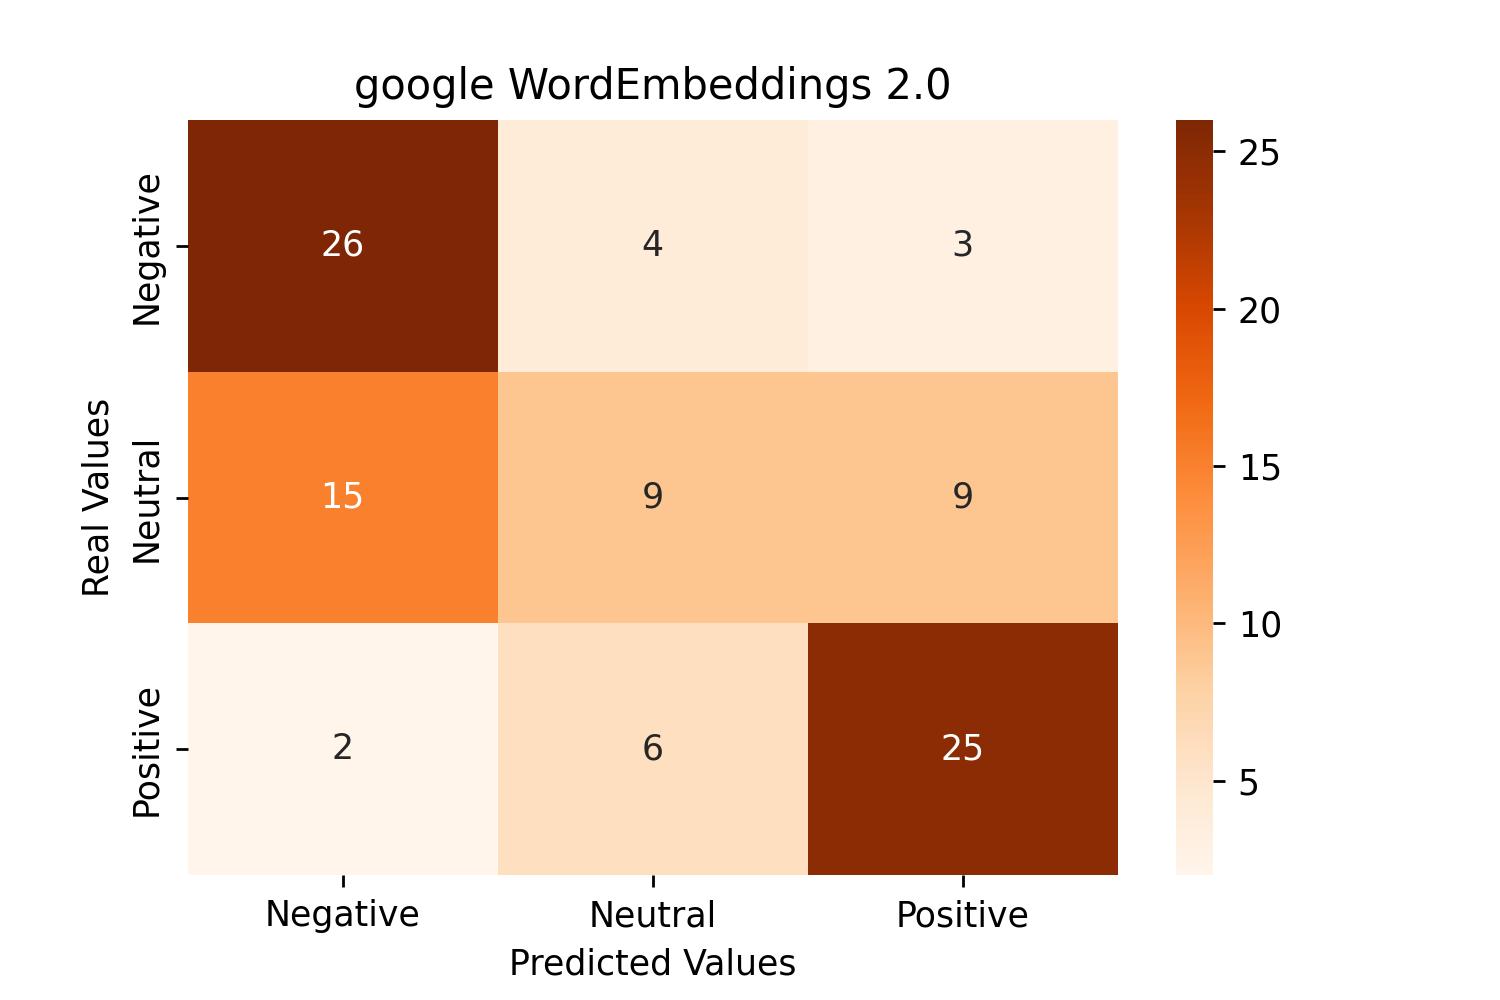 google WordEmbeddings 2.0
Real Values
Negative
26
4
3
Neutral
15
9
9
Positive
2
6
25
Negative
Neutral
Positive
Predicted Values
25
20
15
10
5